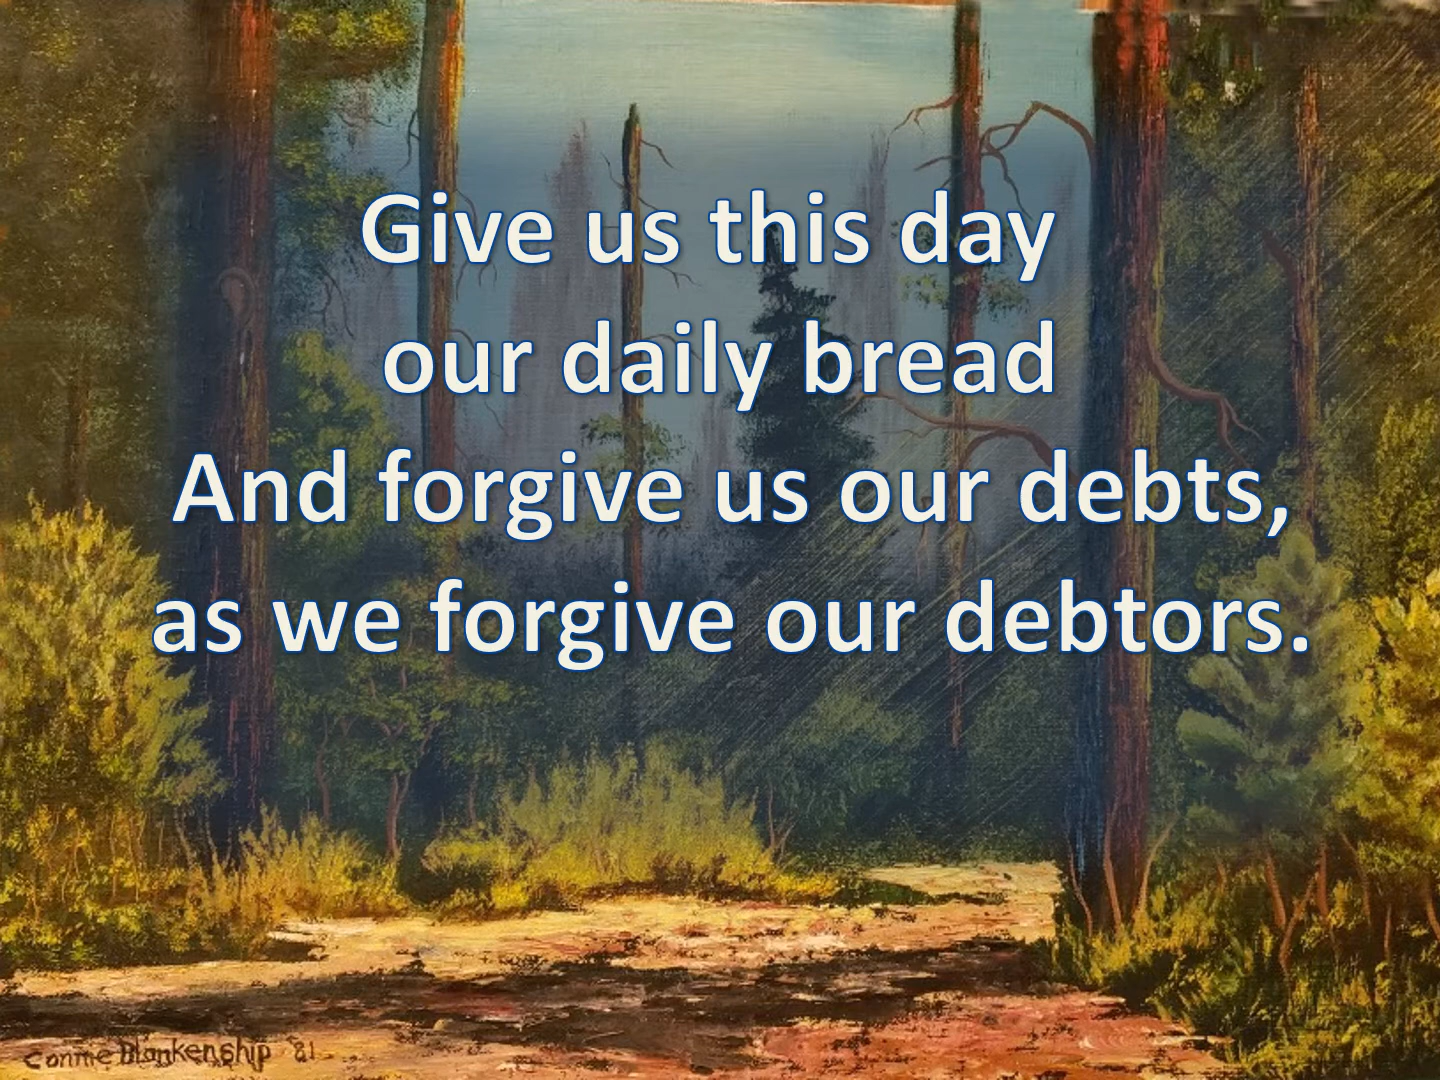 Give us this day
our daily bread
And forgive us our debts,
as we forgive our debtors.
Connie Blankenship '81